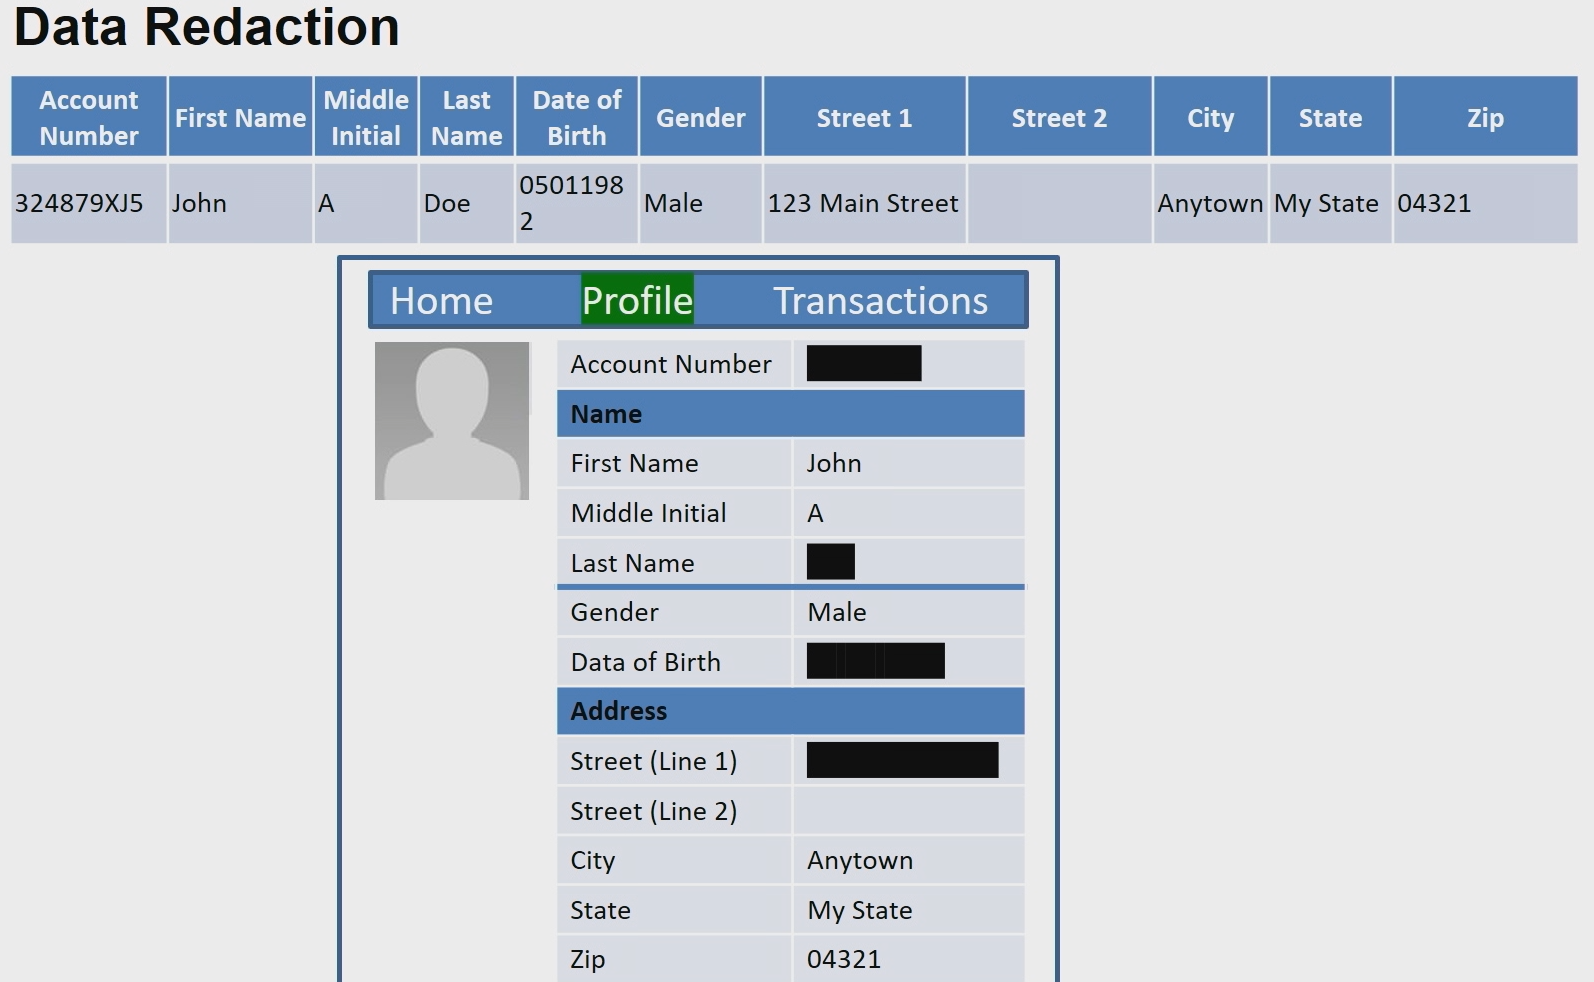 Data Redaction
Account Number First Name Middle Initial Last Name Date of Birth Gender Street 1 Street 2 City State Zip
324879XJ5 John A Doe 05011982 Male 123 Main Street Anytown My State 04321
Home Profile Transactions
Account Number
Name
First Name John
Middle Initial A
Last Name
Gender Male
Data of Birth
Address
Street (Line 1)
Street (Line 2)
City Anytown
State My State
Zip 04321